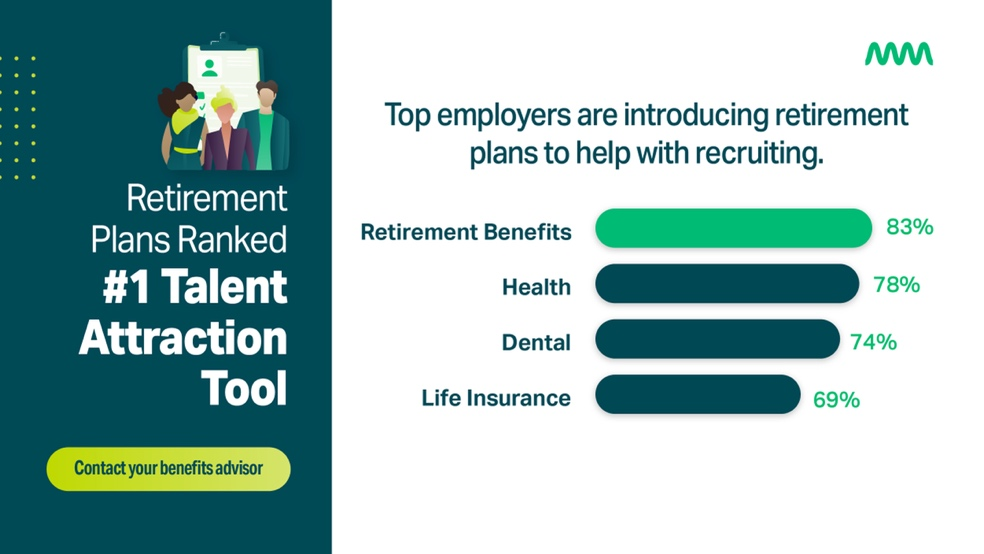 Retirement
Plans Ranked
#1 Talent
Attraction
Tool
Contact your benefits advisor
Top employers are introducing retirement
plans to help with recruiting.
Retirement Benefits 83%
Health 78%
Dental 74%
Life Insurance 69%